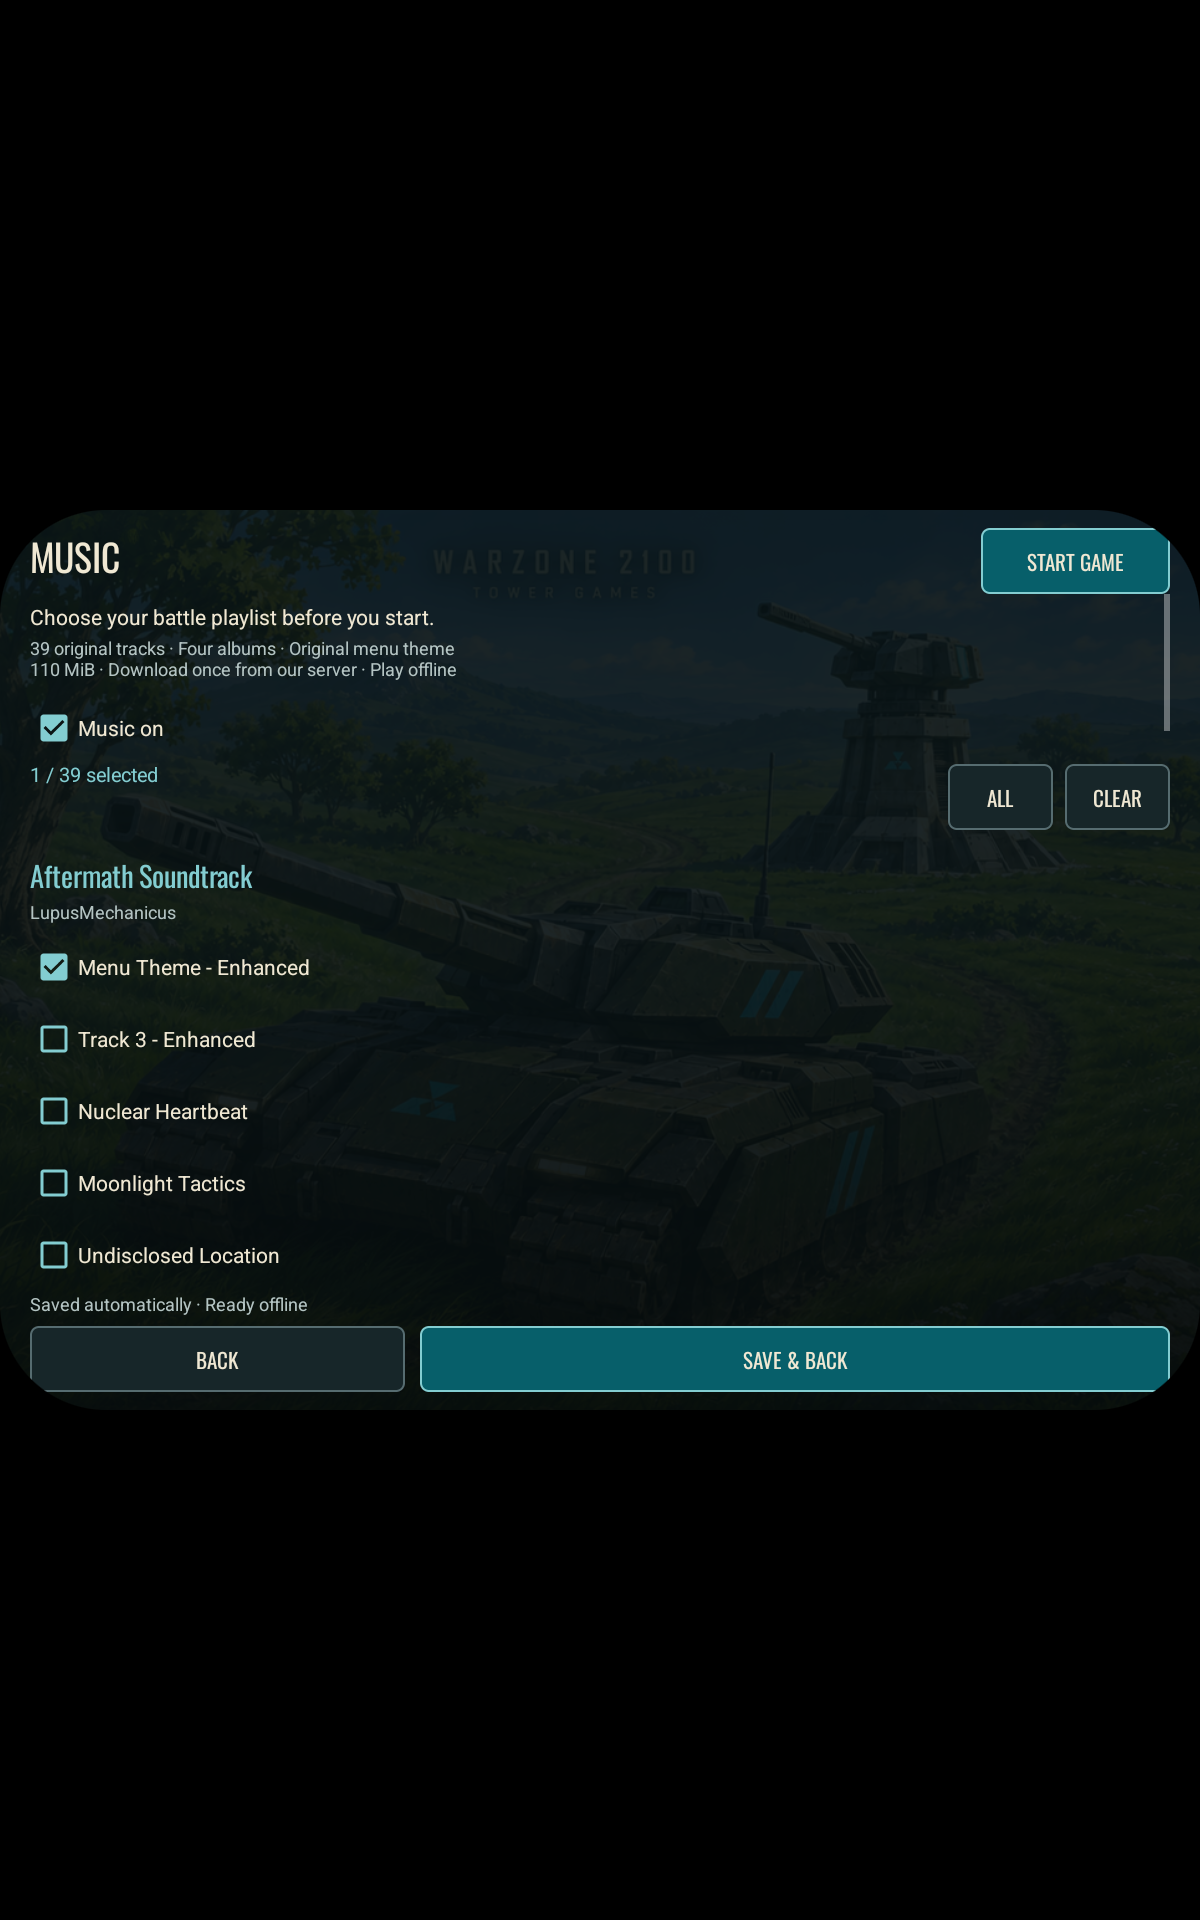 MUSIC
WARZONE 2100
TOWER GAMES
START GAME
Choose your battle playlist before you start.
39 original tracks · Four albums · Original menu theme
110 MiB · Download once from our server · Play offline
Music on
1 / 39 selected
ALL
CLEAR
Aftermath Soundtrack
LupusMechanicus
Menu Theme - Enhanced
Track 3 - Enhanced
Nuclear Heartbeat
Moonlight Tactics
Undisclosed Location
Saved automatically · Ready offline
BACK
SAVE & BACK